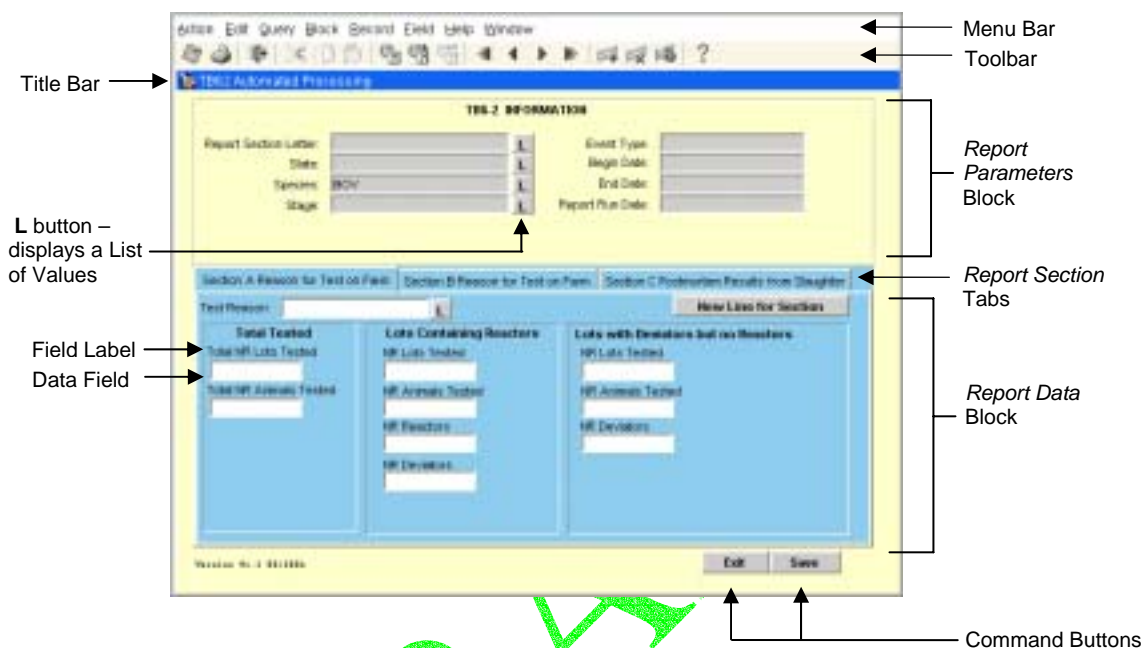 Action Edit Query Block Record Field Help Window
Menu Bar
Toolbar
Title Bar
Automated Processing
INFORMATION
Report Section Letter:
L
Event Type:
State:
L
Begin Date:
Species:
BOV
L
End Date:
Stage:
L
Report Run Date:
Report
Parameters
Block
L button –
displays a List
of Values
Section A Reason for Test on Farm
Section B Reason for Test on Farm
Section C Postmortem Results from Slaughter
Report Section
Tabs
Test Reason:
L
New Line for Section
Total Tested
Lots Containing Reactors
Lots with Deviators but no Reactors
Field Label
Total NR Lots Tested
NR Lots Tested
NR Lots Tested
Data Field
Total NR Animals Tested
NR Animals Tested
NR Animals Tested
NR Reactors
NR Deviators
NR Deviators
Report Data
Block
Version
Exit
Save
Command Buttons